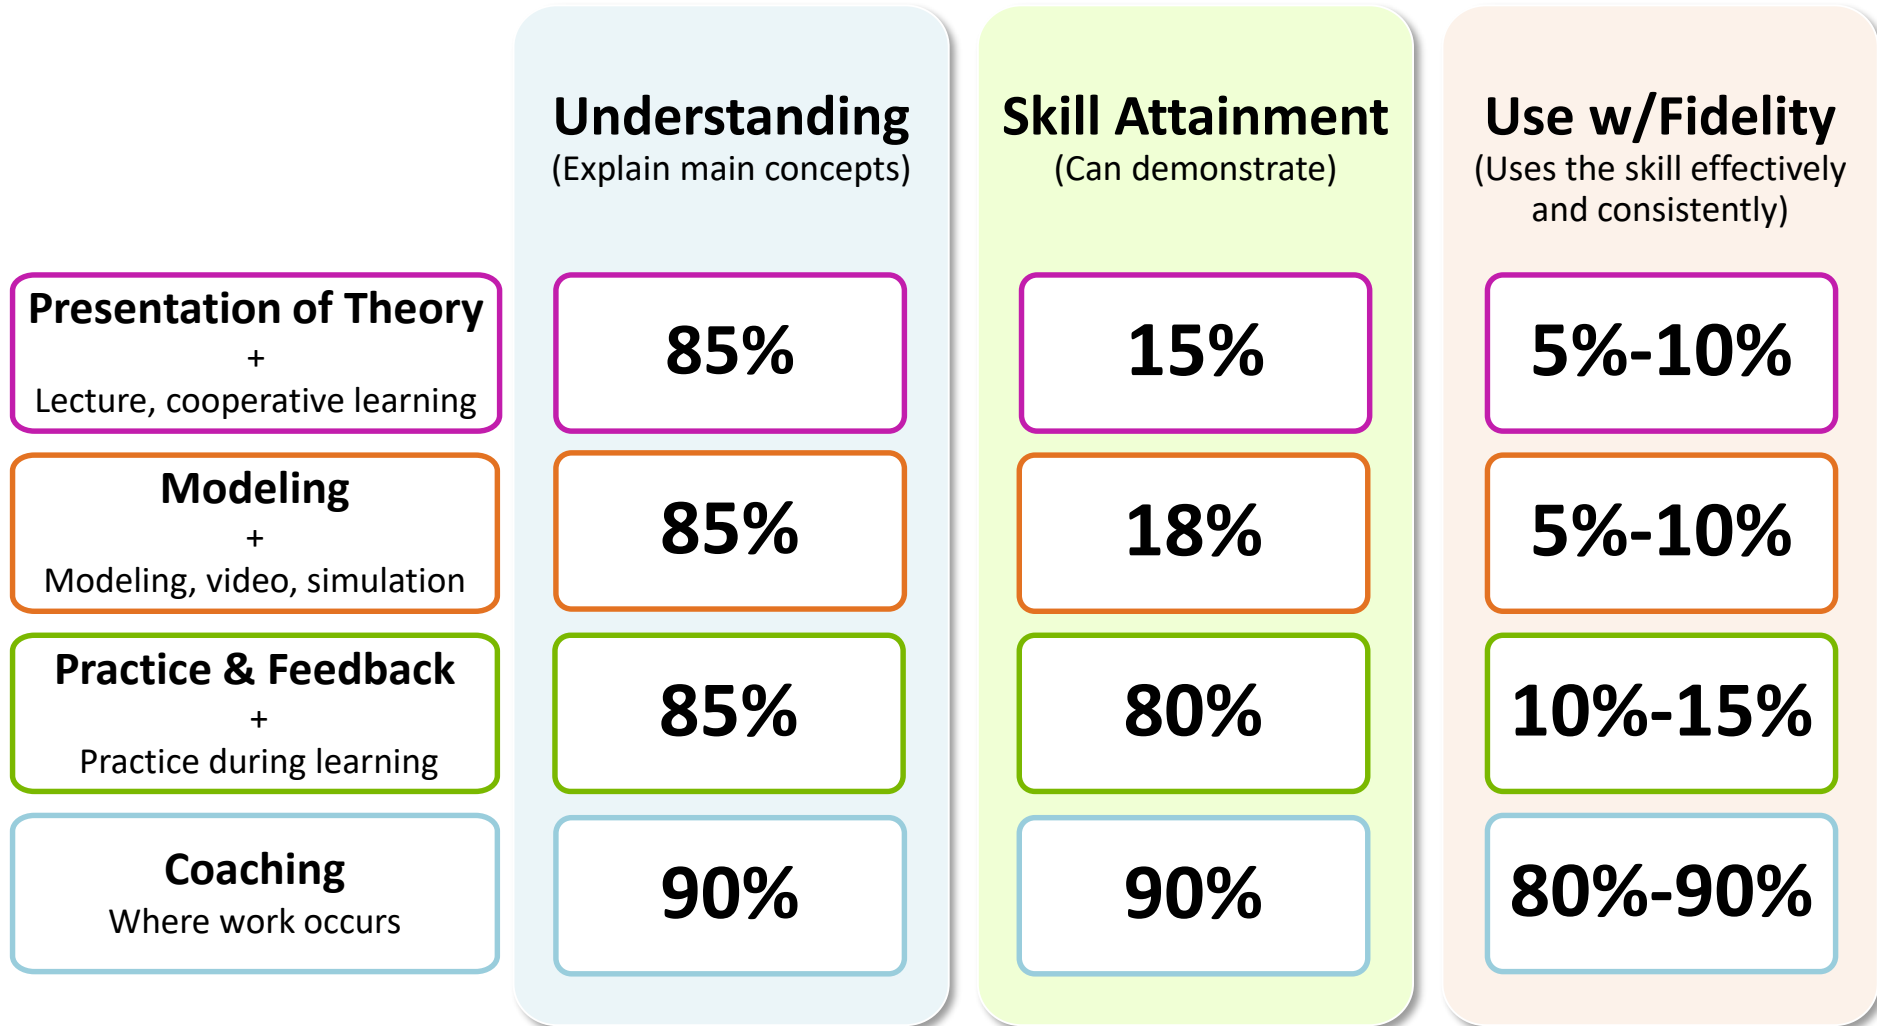 Understanding
(Explain main concepts)
Skill Attainment
(Can demonstrate)
Use w/Fidelity
(Uses the skill effectively
and consistently)
Presentation of Theory
+
Lecture, cooperative learning
85%
15%
5%-10%
Modeling
+
Modeling, video, simulation
85%
18%
5%-10%
Practice & Feedback
+
Practice during learning
85%
80%
10%-15%
Coaching
Where work occurs
90%
90%
80%-90%